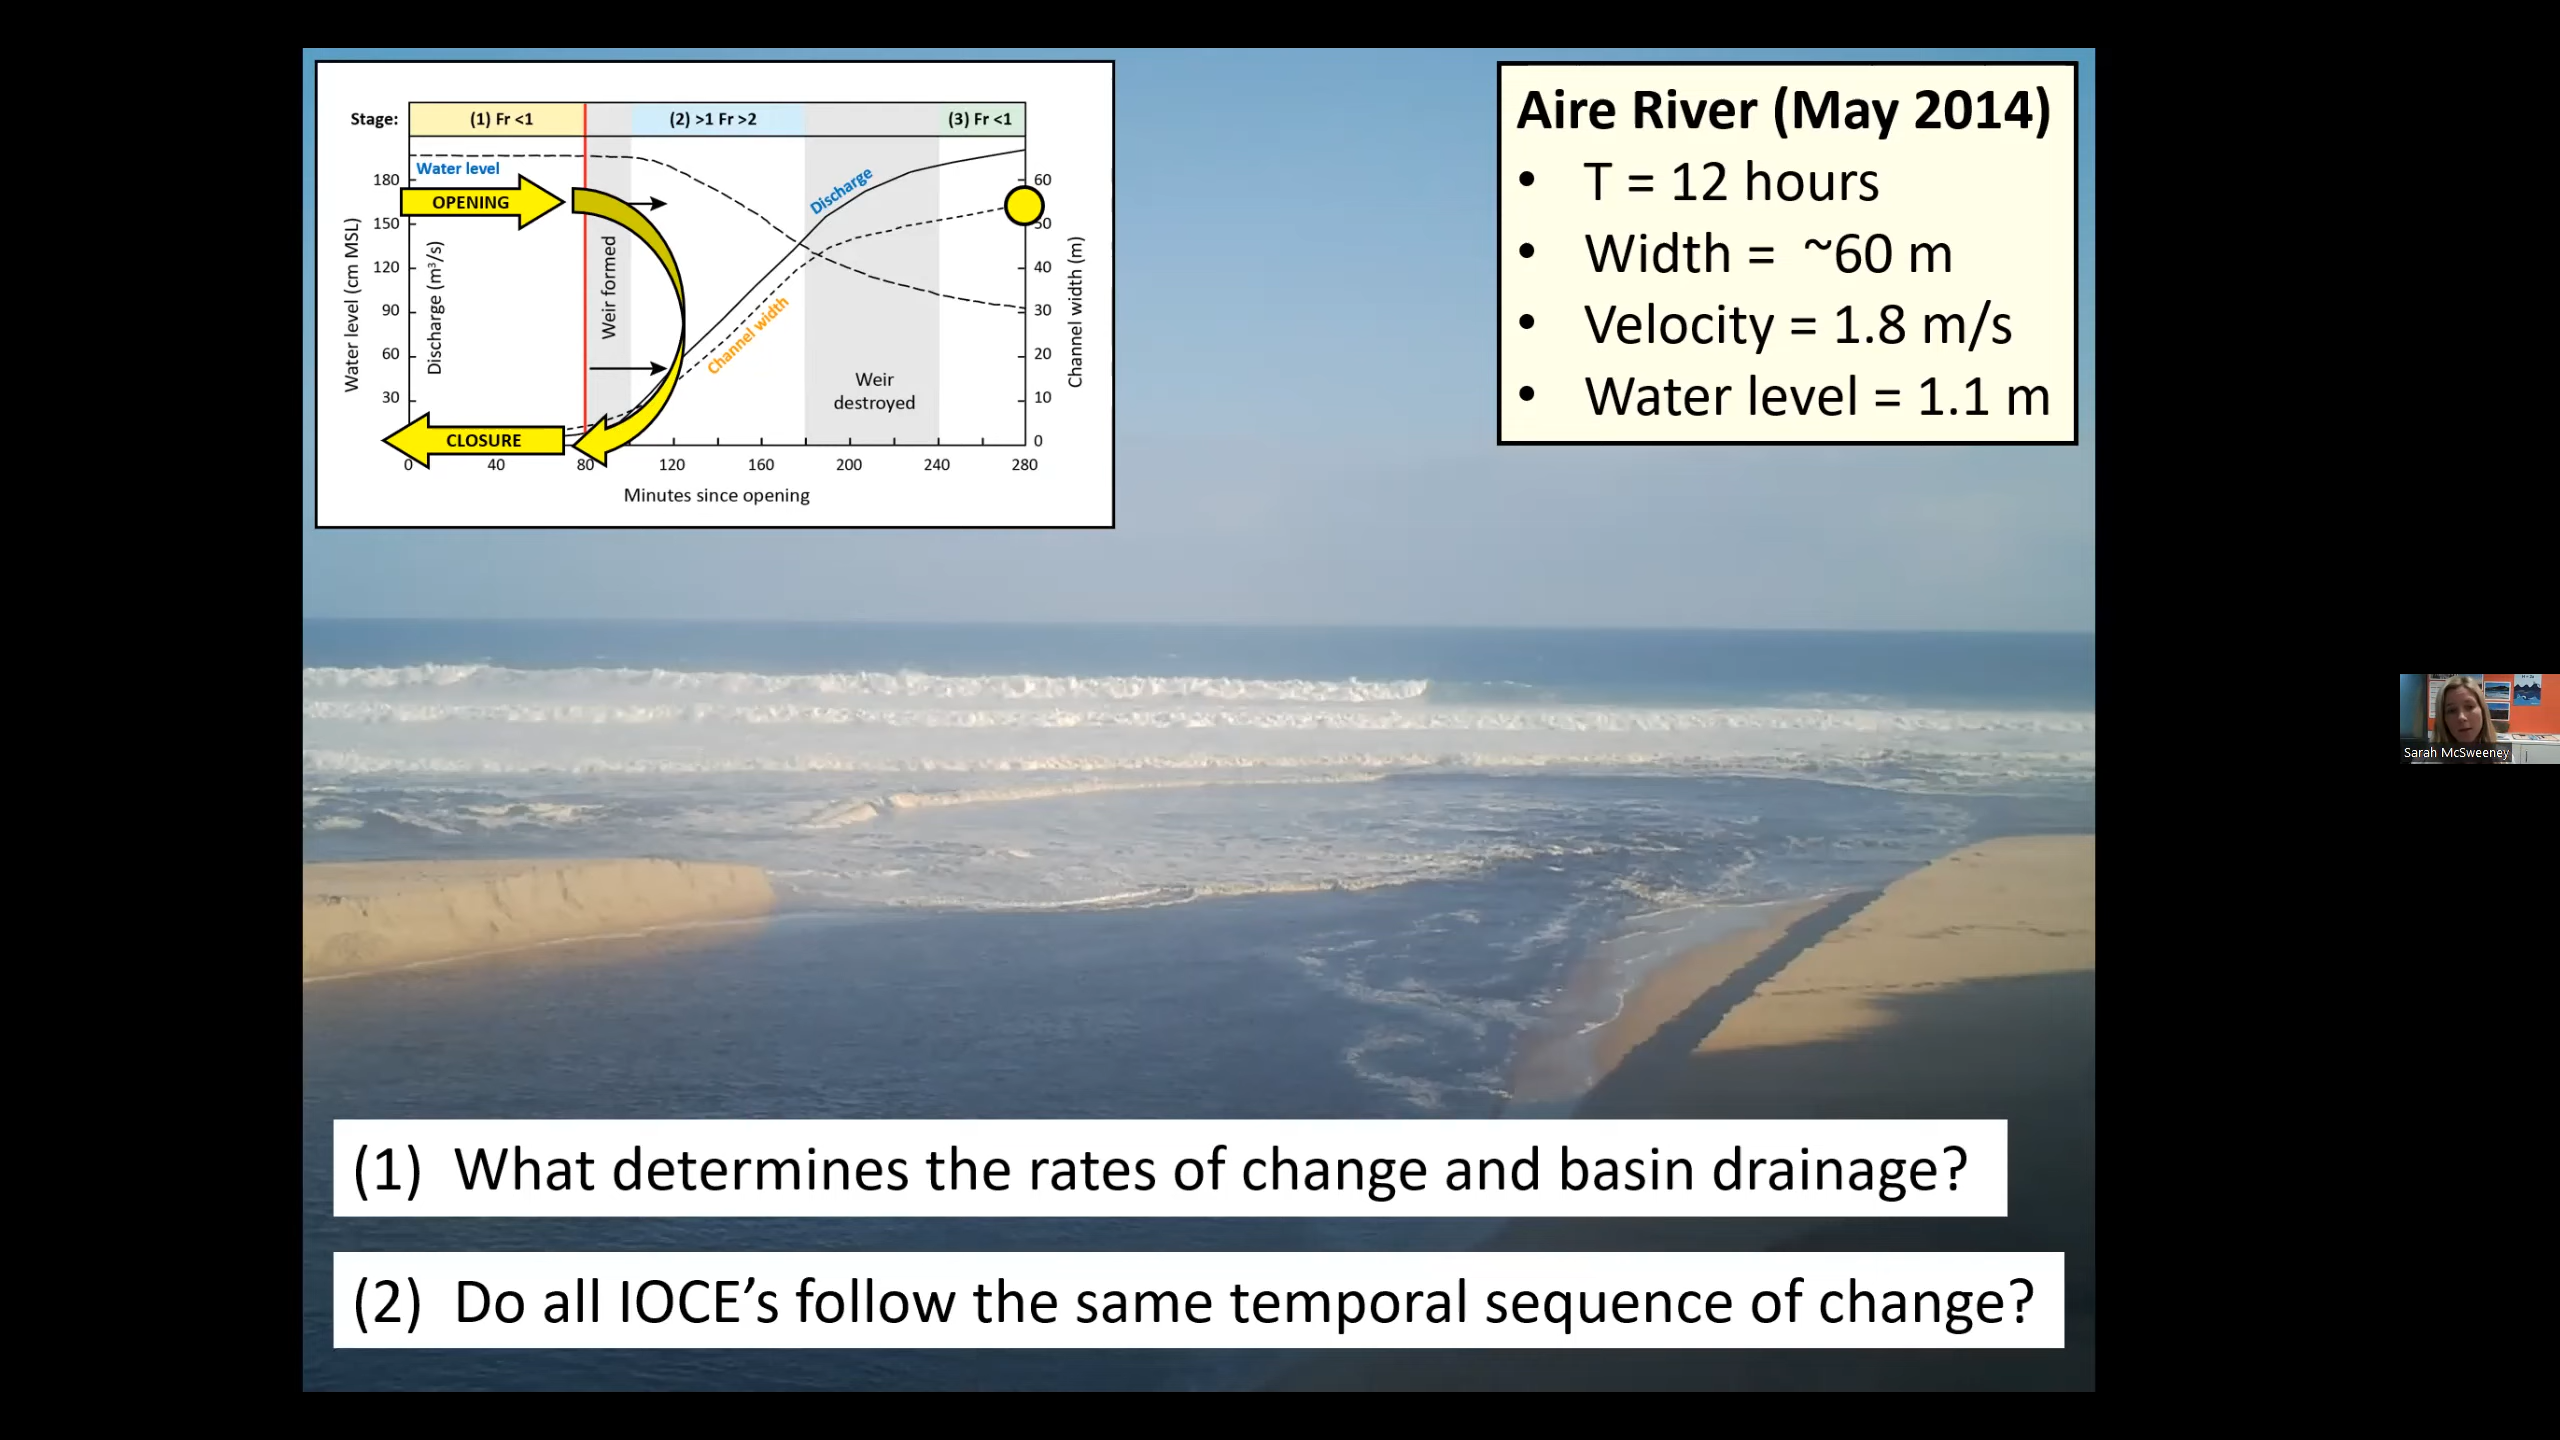 Stage: (1) Fr <1 (2) >1 Fr >2 (3) Fr <1
Water level
Discharge
Channel width
OPENING
CLOSURE
Weir formed
Weir
destroyed
Water level (cm MSL)
Discharge (m³/s)
180
150
120
90
60
30
60
50
40
30
20
10
0
Channel width (m)
0 40 80 120 160 200 240 280
Minutes since opening
Aire River (May 2014)
• T = 12 hours
• Width = ~60 m
• Velocity = 1.8 m/s
• Water level = 1.1 m
Sarah McSweeney
(1) What determines the rates of change and basin drainage?
(2) Do all IOCE’s follow the same temporal sequence of change?